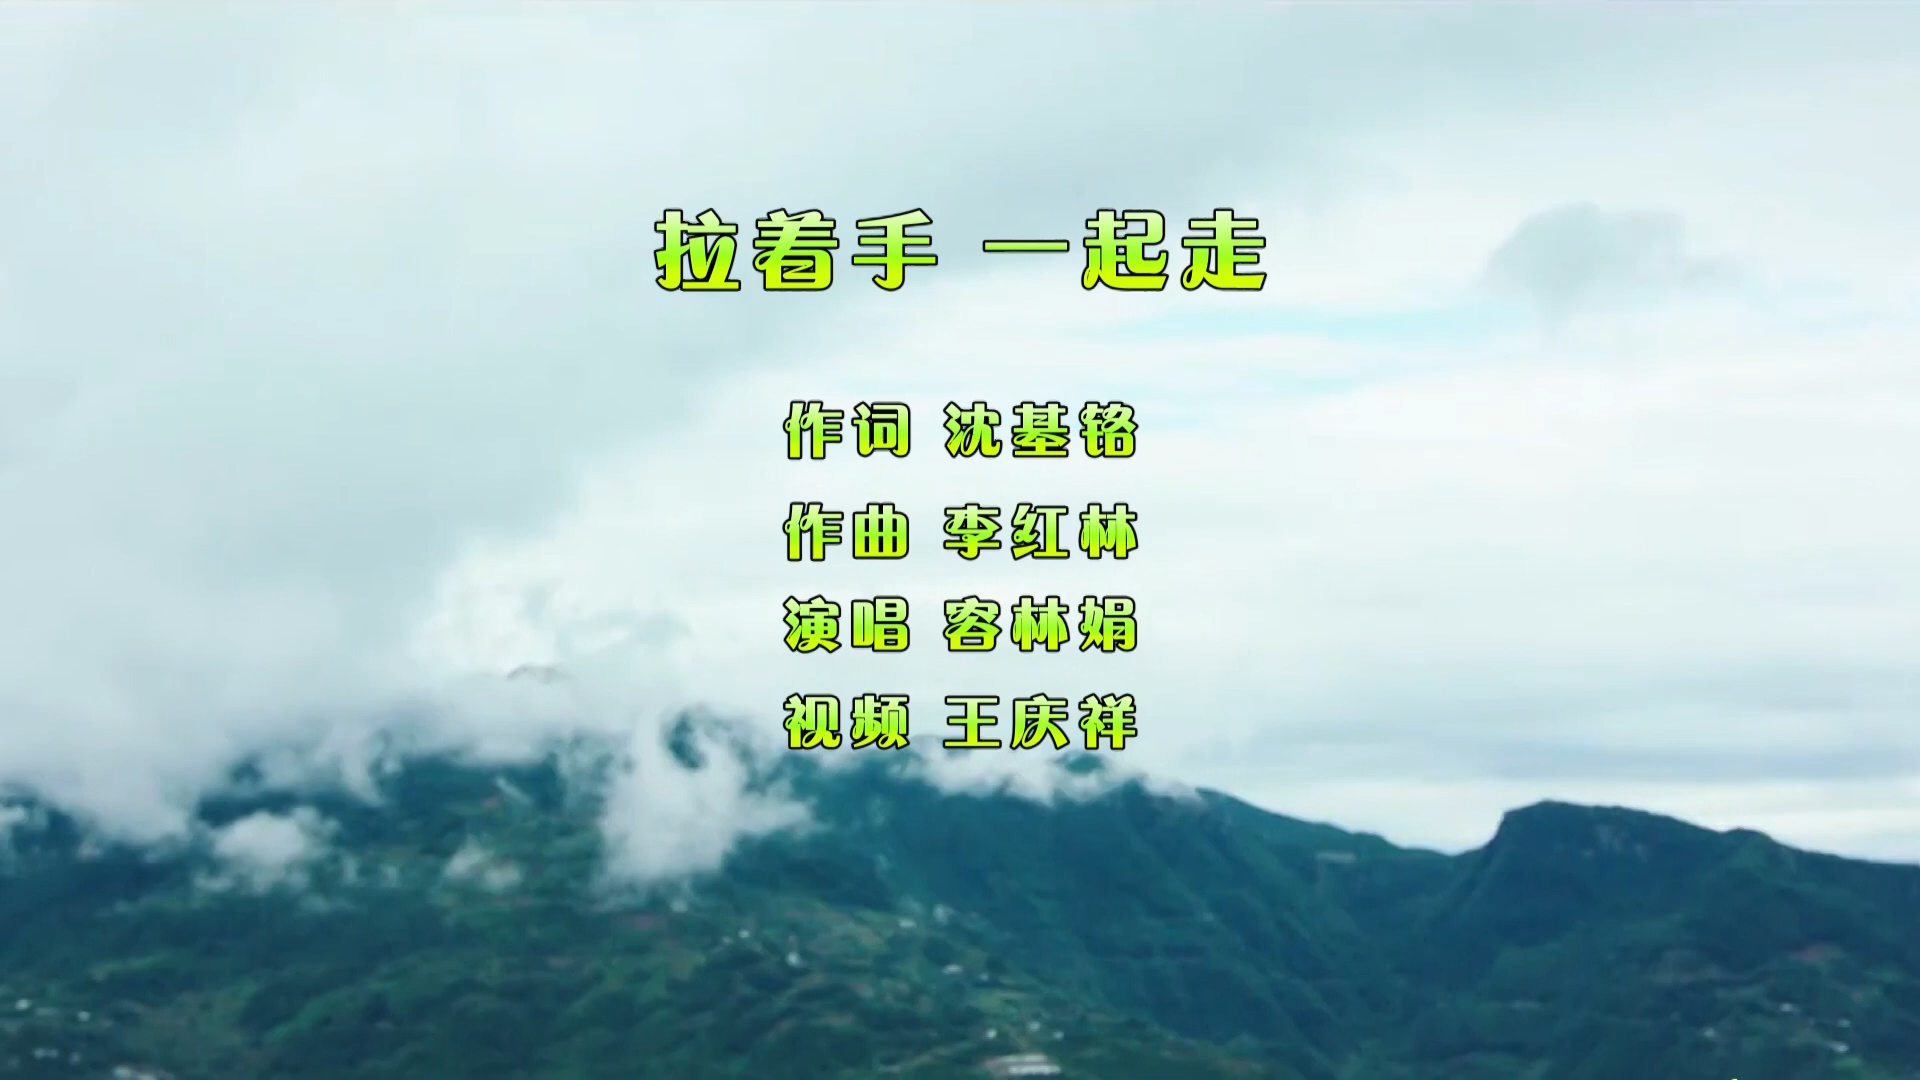 拉着手 一起走
作词 沈基铬
作曲 李红林
演唱 容林娟
视频 王庆祥